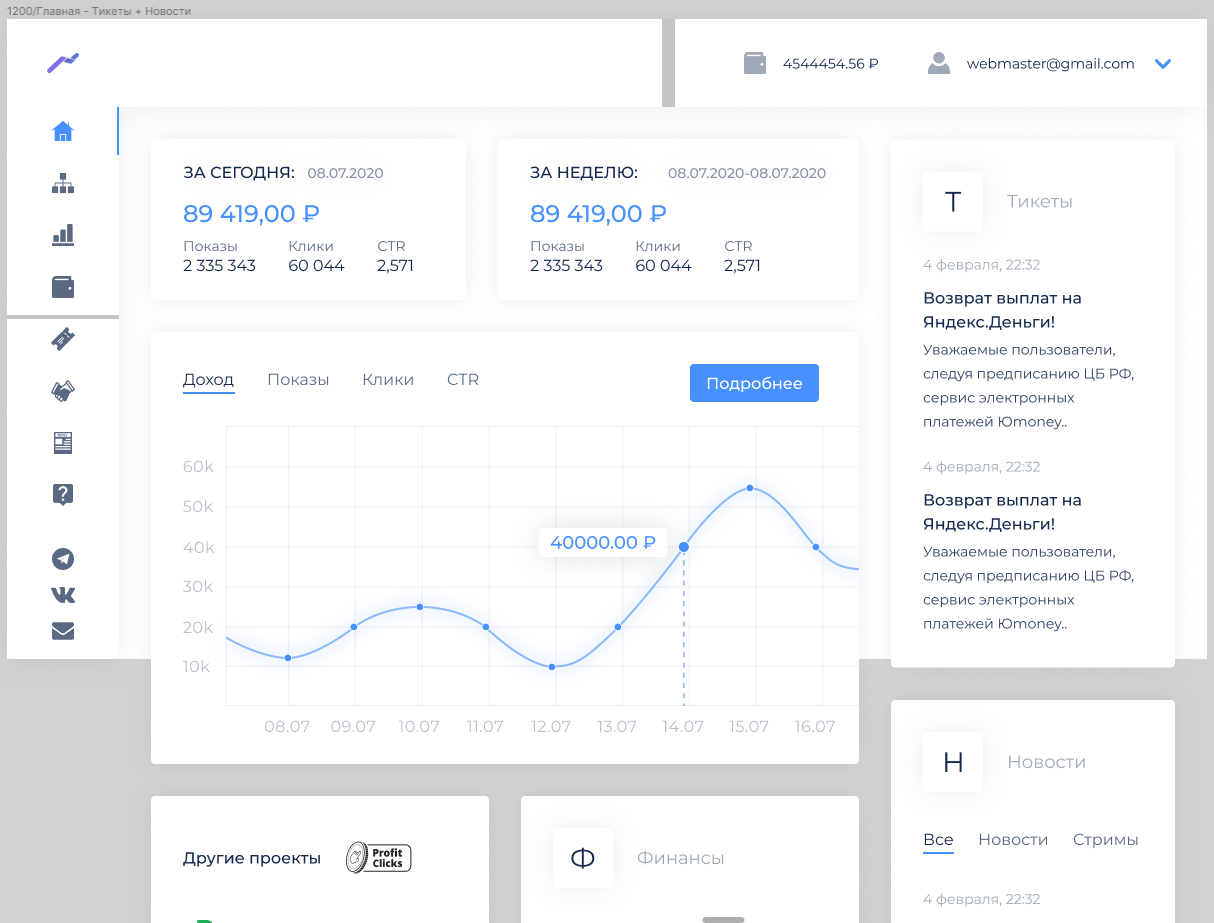 1200/Главная - Тикеты + Новости
4544454.56 ₽
webmaster@gmail.com
ЗА СЕГОДНЯ: 08.07.2020
89 419,00 ₽
Показы Клики CTR
2 335 343 60 044 2,571
ЗА НЕДЕЛЮ: 08.07.2020-08.07.2020
89 419,00 ₽
Показы Клики CTR
2 335 343 60 044 2,571
Доход Показы Клики CTR
Подробнее
60k
50k
40k
30k
20k
10k
40000.00 ₽
08.07 09.07 10.07 11.07 12.07 13.07 14.07 15.07 16.07
Т Тикеты
4 февраля, 22:32
Возврат выплат на
Яндекс.Деньги!
Уважаемые пользователи,
следуя предписанию ЦБ РФ,
сервис электронных
платежей Юmoney..
4 февраля, 22:32
Возврат выплат на
Яндекс.Деньги!
Уважаемые пользователи,
следуя предписанию ЦБ РФ,
сервис электронных
платежей Юmoney..
Другие проекты
Profit
Clicks
Ф Финансы
Н Новости
Все Новости Стримы
4 февраля, 22:32